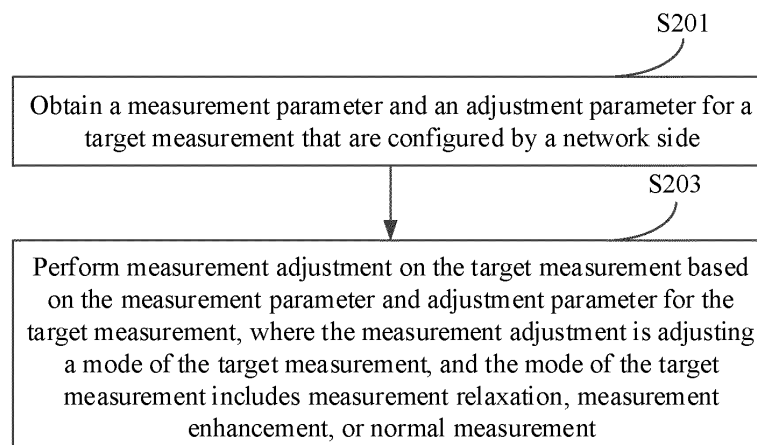 S201
Obtain a measurement parameter and an adjustment parameter for a
target measurement that are configured by a network side
S203
Perform measurement adjustment on the target measurement based
on the measurement parameter and adjustment parameter for the
target measurement, where the measurement adjustment is adjusting
a mode of the target measurement, and the mode of the target
measurement includes measurement relaxation, measurement
enhancement, or normal measurement